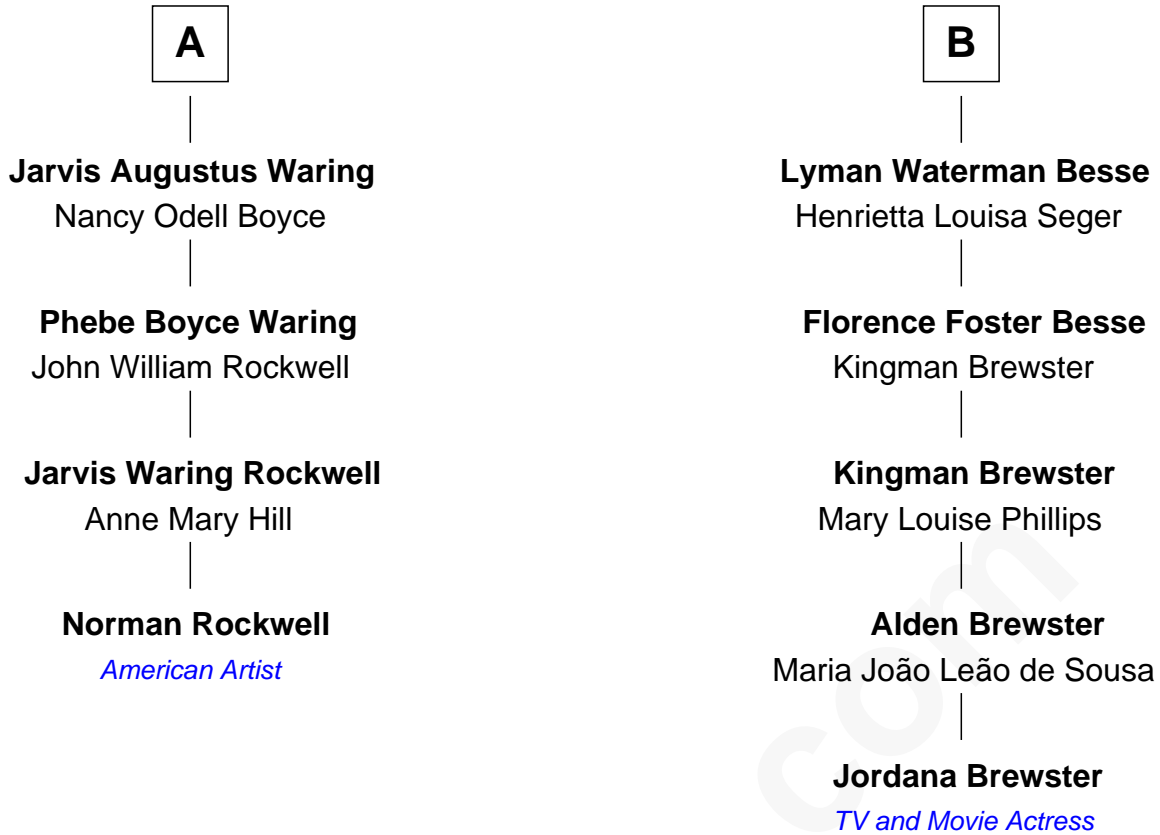 A
Jarvis Augustus Waring
Nancy Odell Boyce
Phebe Boyce Waring
John William Rockwell
Jarvis Waring Rockwell
Anne Mary Hill
Norman Rockwell
American Artist
B
Lyman Waterman Besse
Henrietta Louisa Seger
Florence Foster Besse
Kingman Brewster
Kingman Brewster
Mary Louise Phillips
Alden Brewster
Maria João Leão de Sousa
Jordana Brewster
TV and Movie Actress
com